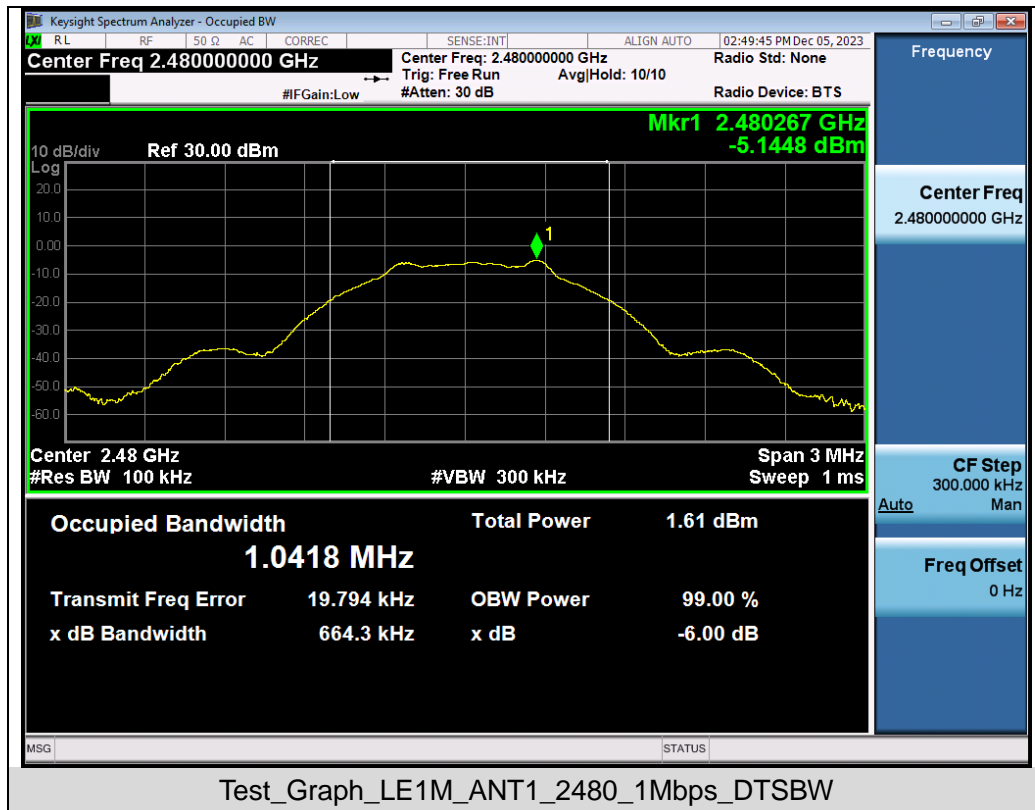 Keysight Spectrum Analyzer - Occupied BW
LXI RL RF 50 Ω AC CORREC SENSE:INT ALIGN AUTO 02:49:45 PM Dec 05, 2023
Center Freq 2.480000000 GHz
Center Freq: 2.480000000 GHz
Radio Std: None
Trig: Free Run Avg|Hold: 10/10
#IFGain:Low
#Atten: 30 dB
Radio Device: BTS
Mkr1 2.480267 GHz
-5.1448 dBm
10 dB/div Ref 30.00 dBm
Log
20.0
10.0
0.00
-10.0
-20.0
-30.0
-40.0
-50.0
-60.0
1
Center 2.48 GHz Span 3 MHz
#Res BW 100 kHz #VBW 300 kHz Sweep 1 ms
Occupied Bandwidth
1.0418 MHz
Total Power 1.61 dBm
Transmit Freq Error 19.794 kHz OBW Power 99.00 %
x dB Bandwidth 664.3 kHz x dB -6.00 dB
Frequency
Center Freq
2.480000000 GHz
CF Step
300.000 kHz
Auto Man
Freq Offset
0 Hz
MSG STATUS
Test_Graph_LE1M_ANT1_2480_1Mbps_DTSBW